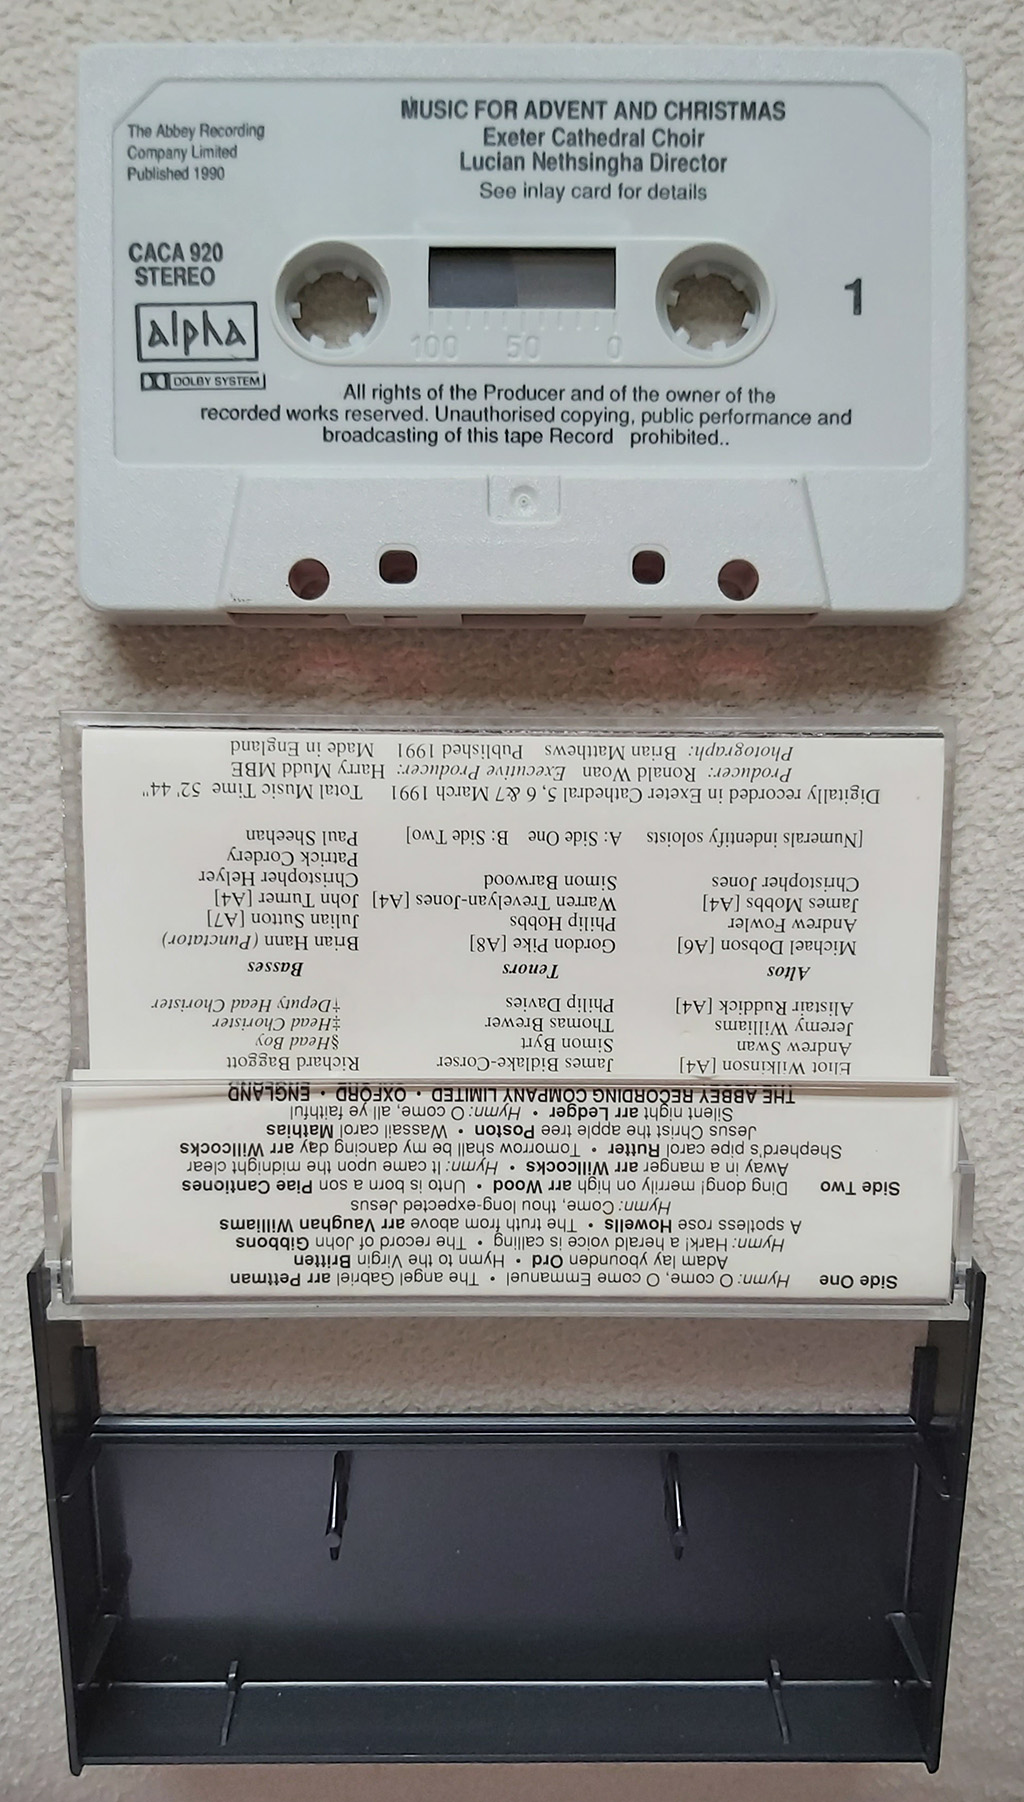 MUSIC FOR ADVENT AND CHRISTMAS
Exeter Cathedral Choir
Lucian Nethsingha Director
See inlay card for details
The Abbey Recording
Company Limited
Published 1990
CACA 920
STEREO
alpha
DOLBY SYSTEM
1
100 50 0
All rights of the Producer and of the owner of the
recorded works reserved. Unauthorised copying, public performance and
broadcasting of this tape Record prohibited..
Side One Hymn: O come, O come Emmanuel • The angel Gabriel arr Pettman
Adam lay ybounden Ord • Hymn to the Virgin Britten
Hymn: Hark! a herald voice is calling • The record of John Gibbons
A spotless rose Howells • The truth from above arr Vaughan Williams
Hymn: Come, thou long-expected Jesus
Side Two Ding dong! merrily on high arr Wood • Unto is born a son Piae Cantiones
Away in a manger arr Willcocks • Hymn: It came upon the midnight clear
Shepherd's pipe carol Rutter • Tomorrow shall be my dancing day arr Willcocks
Jesus Christ the apple tree Poston • Wassail carol Mathias
Silent night arr Ledger • Hymn: O come, all ye faithful
THE ABBEY RECORDING COMPANY LIMITED • OXFORD • ENGLAND
Eliot Wilkinson [A4] James Bidlake-Corser Richard Baggott
Andrew Swan Simon Byrt §Head Boy
Jeremy Williams Thomas Brewer ‡Head Chorister
Alistair Ruddick [A4] Philip Davies †Deputy Head Chorister
Altos Tenors Basses
Michael Dobson [A6] Gordon Pike [A8] Brian Hann (Punctator)
Andrew Fowler Philip Hobbs Julian Sutton [A7]
James Mobbs [A4] Warren Trevelyan-Jones [A4] John Turner [A4]
Christopher Jones Simon Barwood Christopher Helyer
Patrick Cordery
Paul Sheehan
[Numerals indentify soloists A: Side One B: Side Two]
Digitally recorded in Exeter Cathedral 5, 6 & 7 March 1991 Total Music Time 52' 44"
Producer: Ronald Woan Executive Producer: Harry Mudd MBE
Photograph: Brian Matthews Published 1991 Made in England